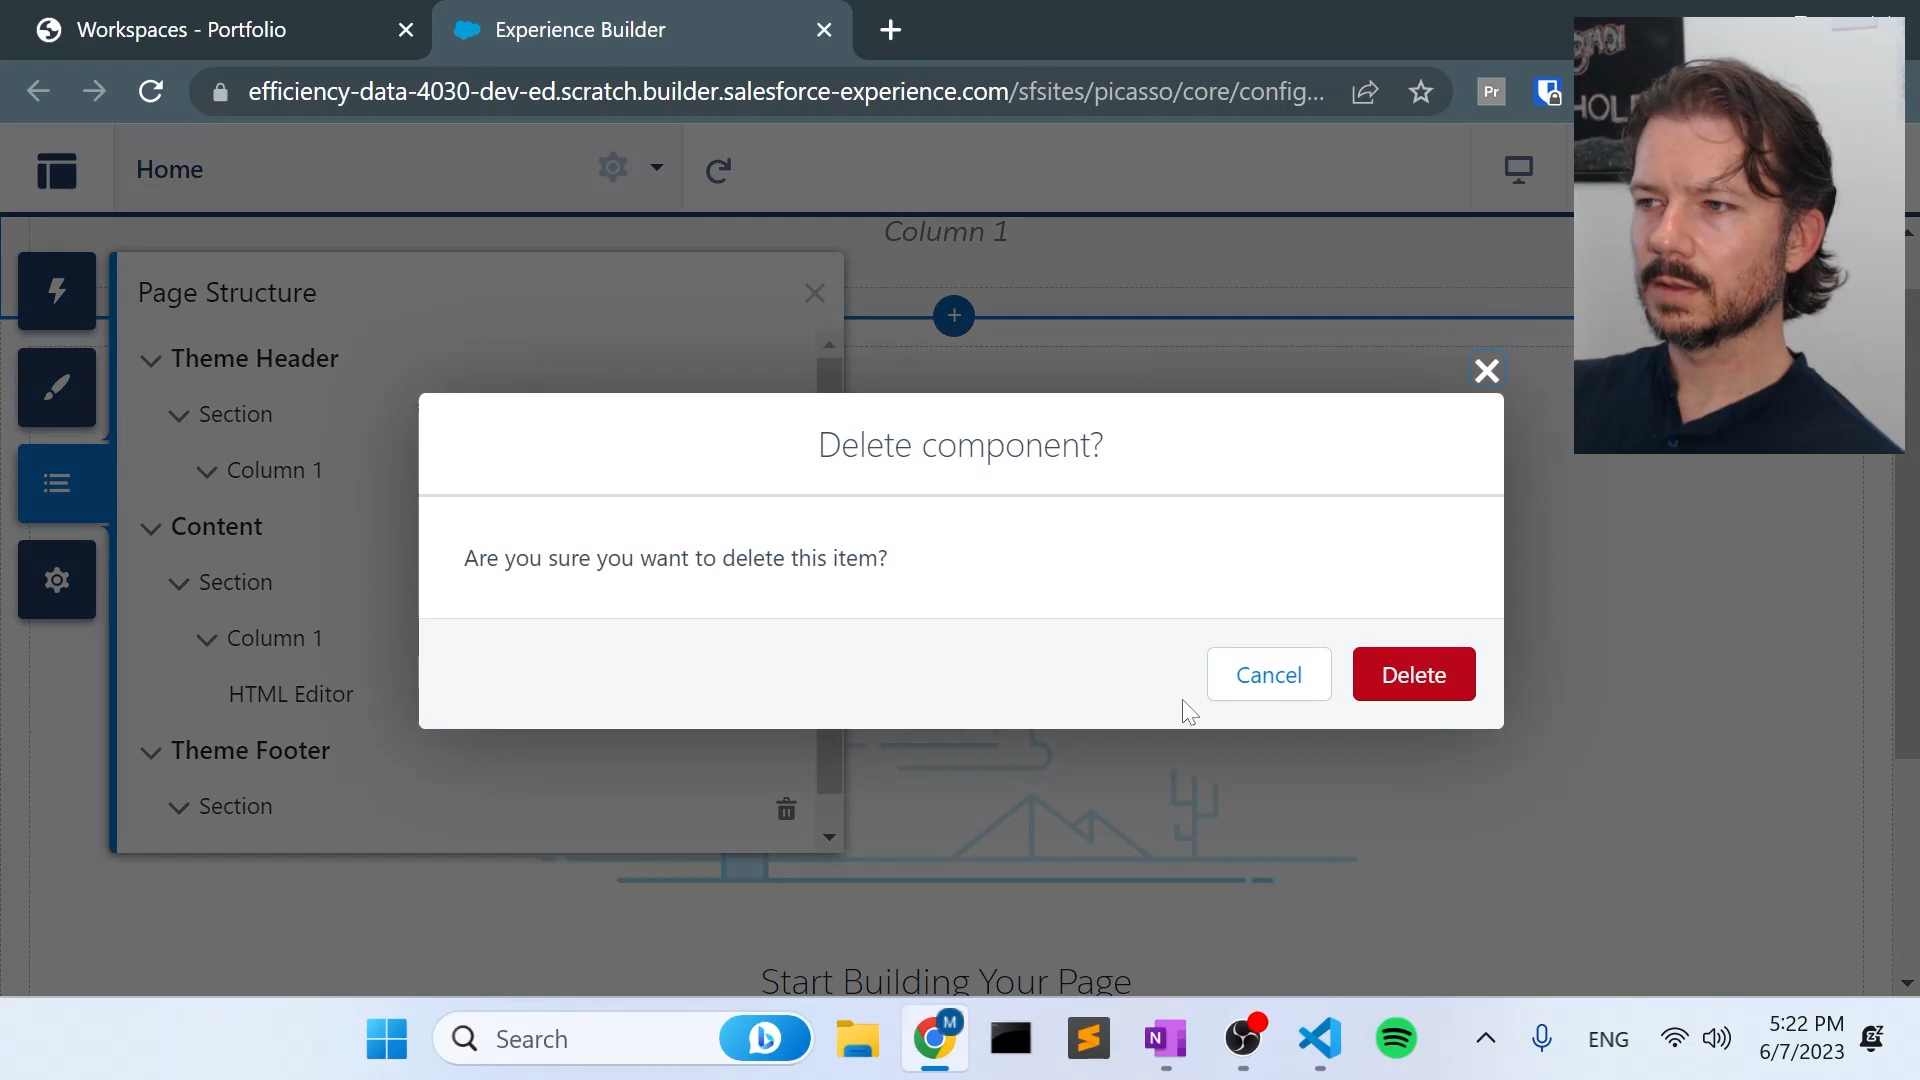 Workspaces - Portfolio
Experience Builder
efficiency-data-4030-dev-ed.scratch.builder.salesforce-experience.com/sfsites/picasso/core/config...
Pr
Home
Column 1
Page Structure
Theme Header
Section
Column 1
Content
Section
Column 1
HTML Editor
Theme Footer
Section
Delete component?
Are you sure you want to delete this item?
Cancel
Delete
Start Building Your Page
Search
M
N
ENG
5:22 PM
6/7/2023